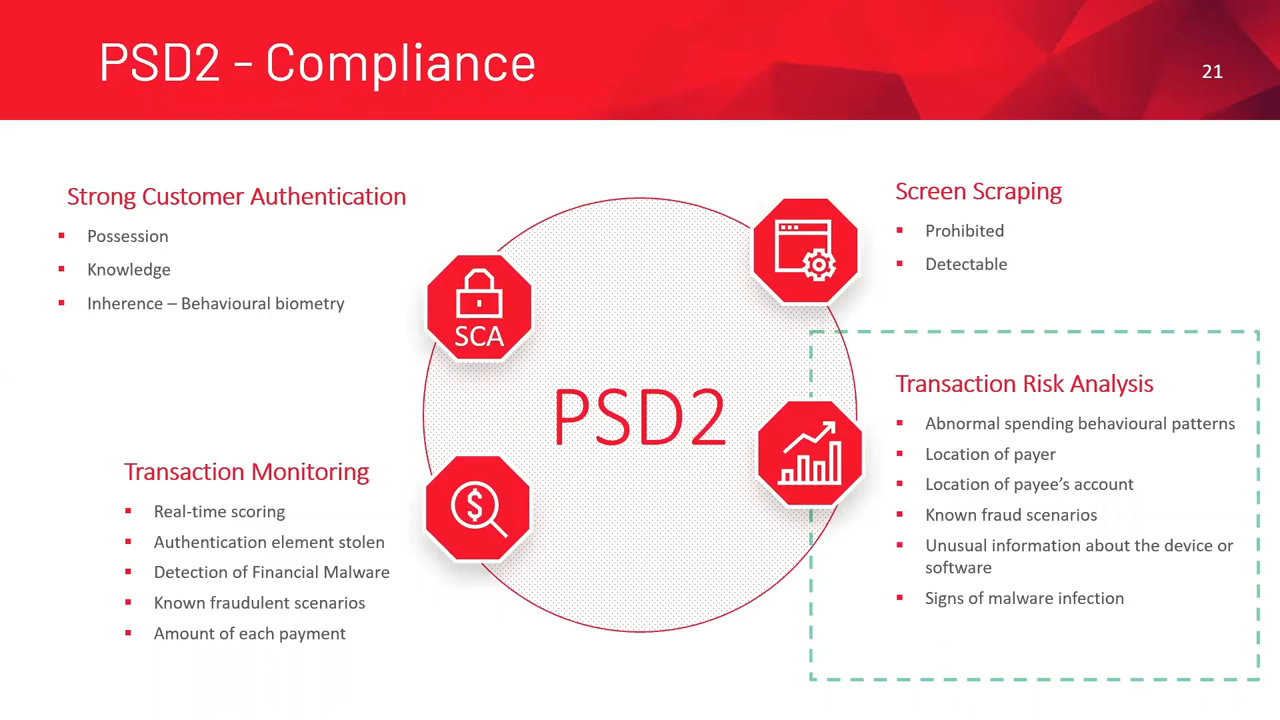 PSD2 - Compliance
21
Strong Customer Authentication
Possession
Knowledge
Inherence – Behavioural biometry
SCA
Screen Scraping
Prohibited
Detectable
PSD2
Transaction Monitoring
Real-time scoring
Authentication element stolen
Detection of Financial Malware
Known fraudulent scenarios
Amount of each payment
$
Transaction Risk Analysis
Abnormal spending behavioural patterns
Location of payer
Location of payee’s account
Known fraud scenarios
Unusual information about the device or
software
Signs of malware infection